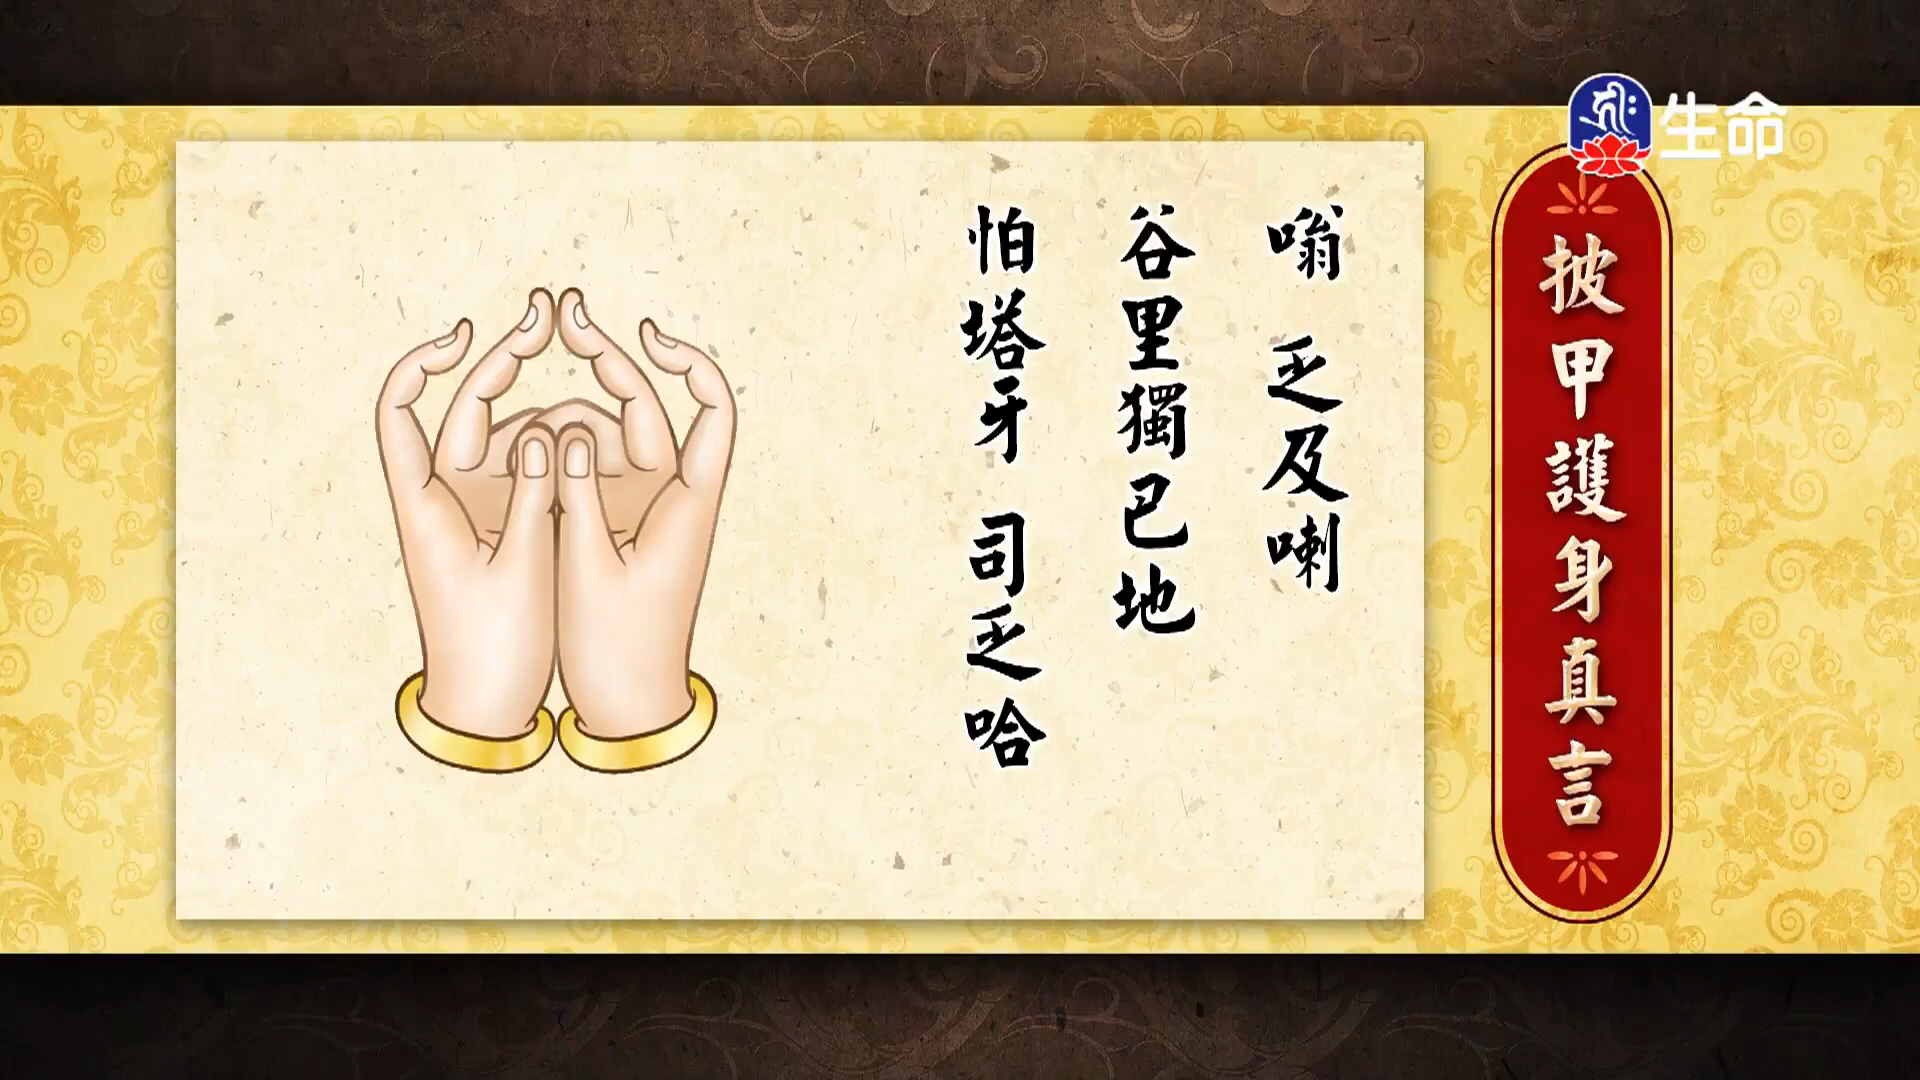 生命
披甲護身真言
嗡 乏及喇
谷里獨巴地
怕塔牙 司乏哈